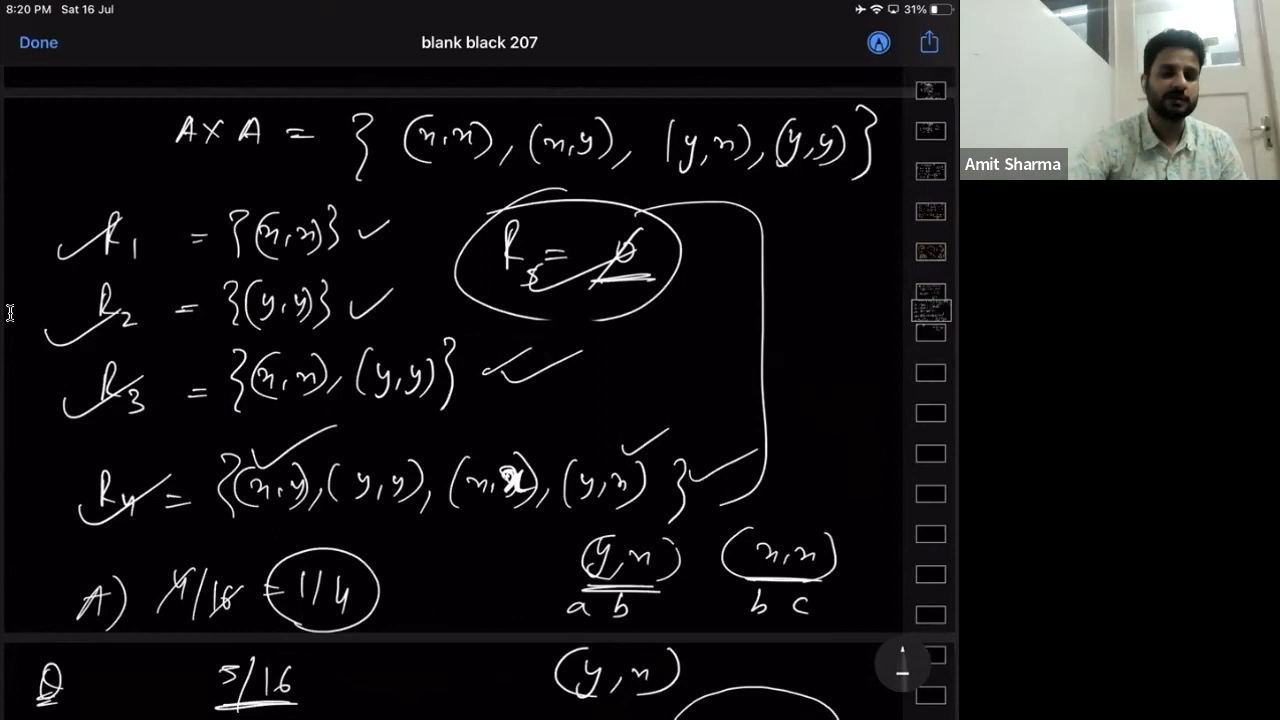 8:20 PM Sat 16 Jul
31%
Done
blank black 207
A × A = { (x,x), (x,y), (y,x), (y,y) }
R1 = {(x,x)} ✓
R5 = ∅
R2 = {(y,y)} ✓
R3 = {(x,x), (y,y)} ✓
R4 = {(x,y), (y,y), (x,x), (y,x)} ✓
(y,x) (x,x)
a b b c
A) 4/16 = 1/4
Q 5/16 (y,x)
Amit Sharma